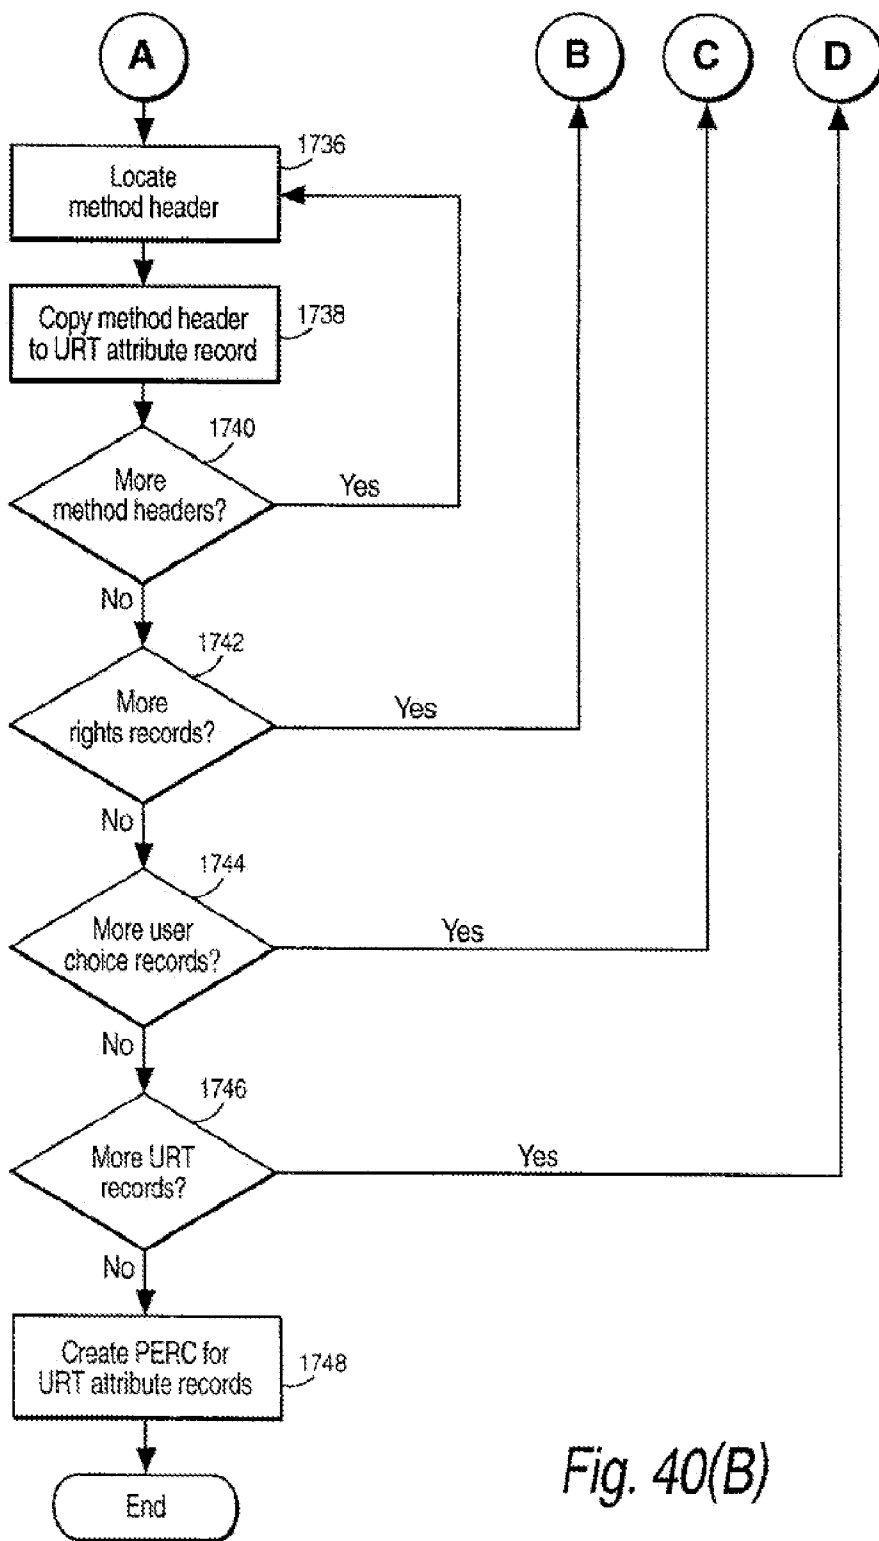 A
B
C
D
1736
Locate
method header
1738
Copy method header
to URT attribute record
1740
More
method headers?
Yes
No
1742
More
rights records?
Yes
No
1744
More user
choice records?
Yes
No
1746
More URT
records?
Yes
No
Create PERC for
URT attribute records
1748
End
Fig. 40(B)